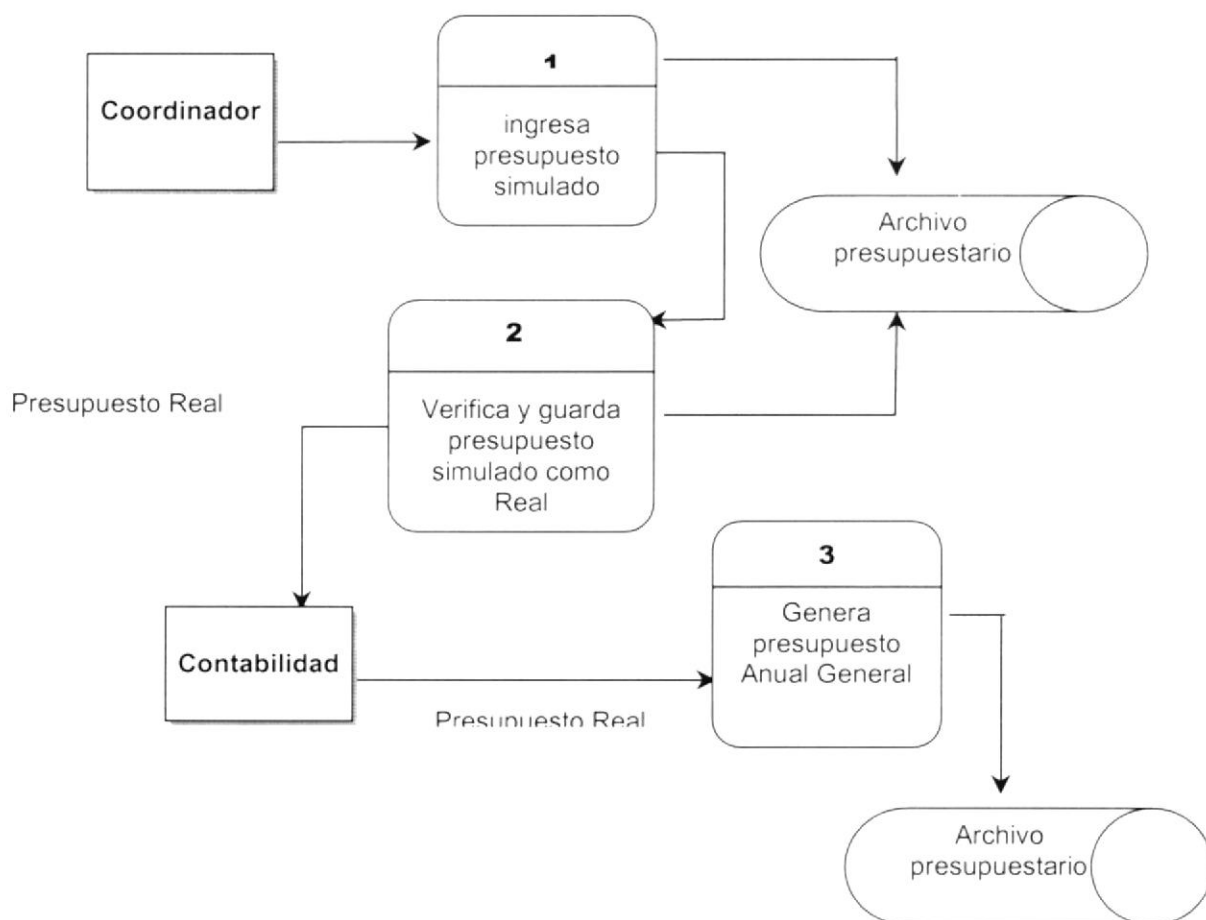 1
Coordinador
ingresa
presupuesto
simulado
Archivo
presupuestario
2
Presupuesto Real
Verifica y guarda
presupuesto
simulado como
Real
3
Genera
presupuesto
Anual General
Contabilidad
Presupuesto Real
Archivo
presupuestario